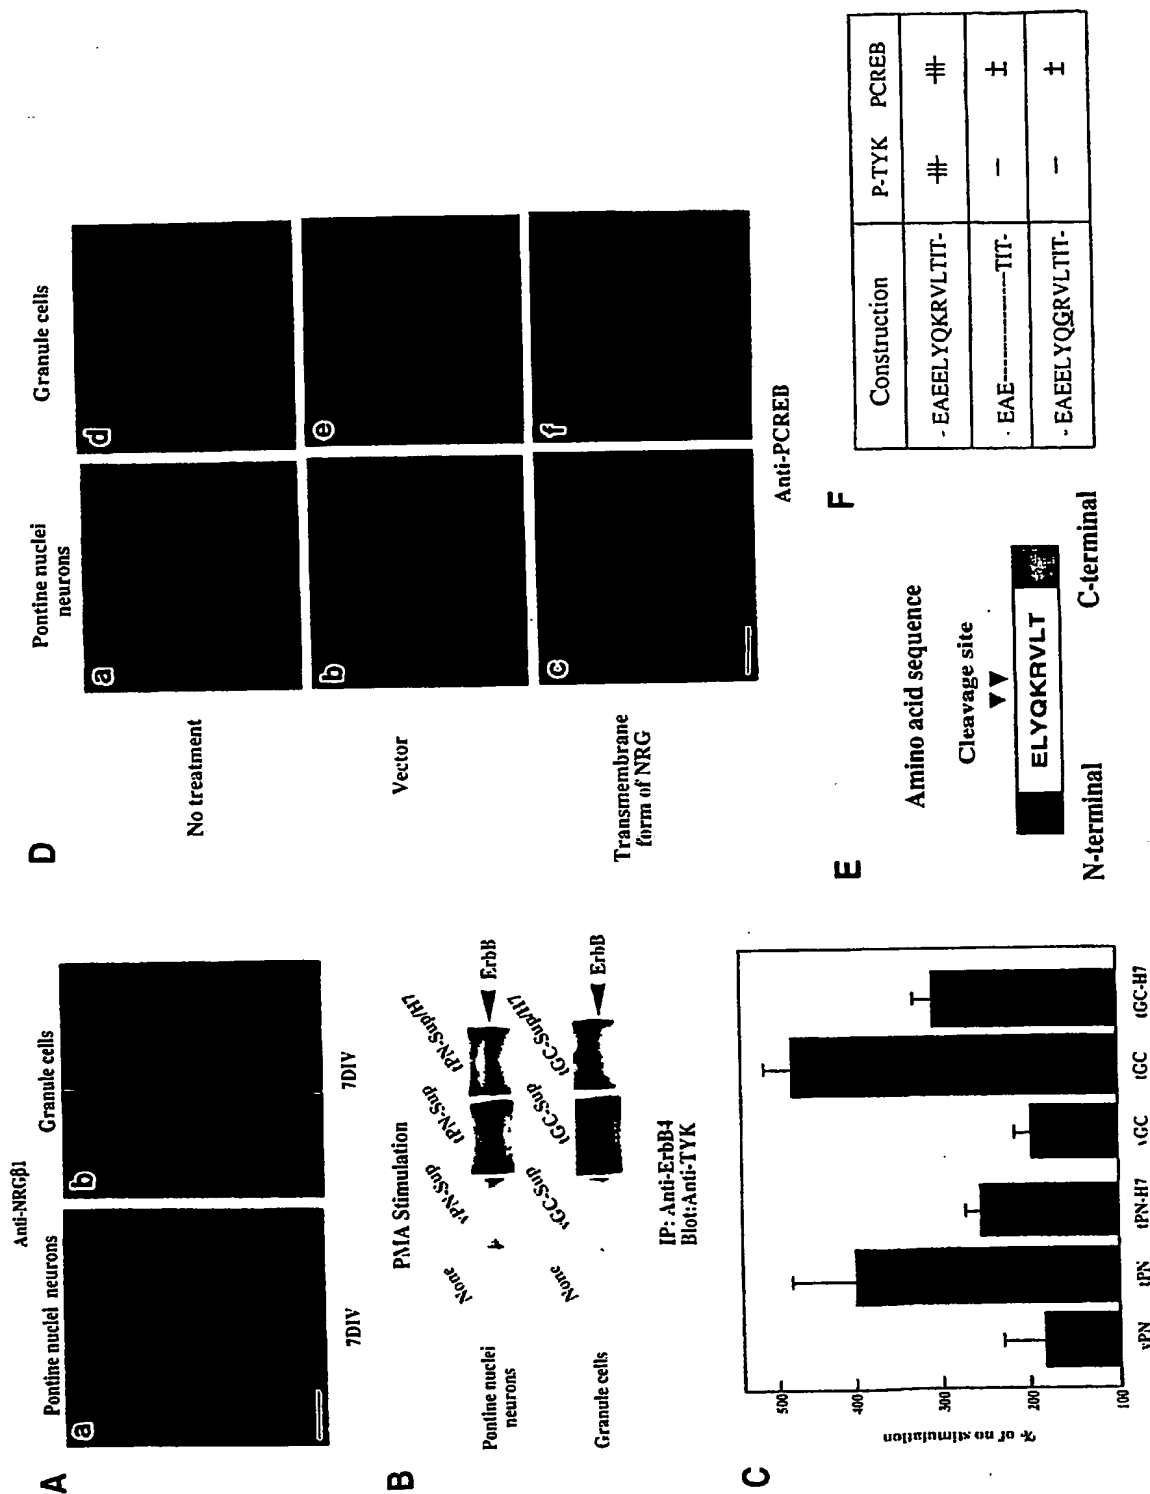 A
Anti-NRGβ1
Pontine nuclei neurons
Granule cells
a
b
7DIV
7DIV
B
PMA Stimulation
None
vPN-Sup
tPN-Sup
tPN-Sup/H7
Pontine nuclei
neurons
ErbB
None
vGC-Sup
tGC-Sup
tGC-Sup/H7
Granule cells
ErbB
IP: Anti-ErbB4
Blot:Anti-TYK
C
% of no stimulation
500
400
300
200
100
vPN
tPN
tPN-H7
vGC
tGC
tGC-H7
D
Pontine nuclei
neurons
Granule cells
No treatment
a
d
Vector
b
e
Transmembrane
form of NRG
c
f
Anti-PCREB
E
Amino acid sequence
Cleavage site
ELYQKRVLT
N-terminal
C-terminal
F
Construction P-TYK PCREB
- EAEELYQKRVLTIT- ⧻ ⧻
- EAE-------------TIT- − ±
- EAEELYQGRVLTIT- − ±